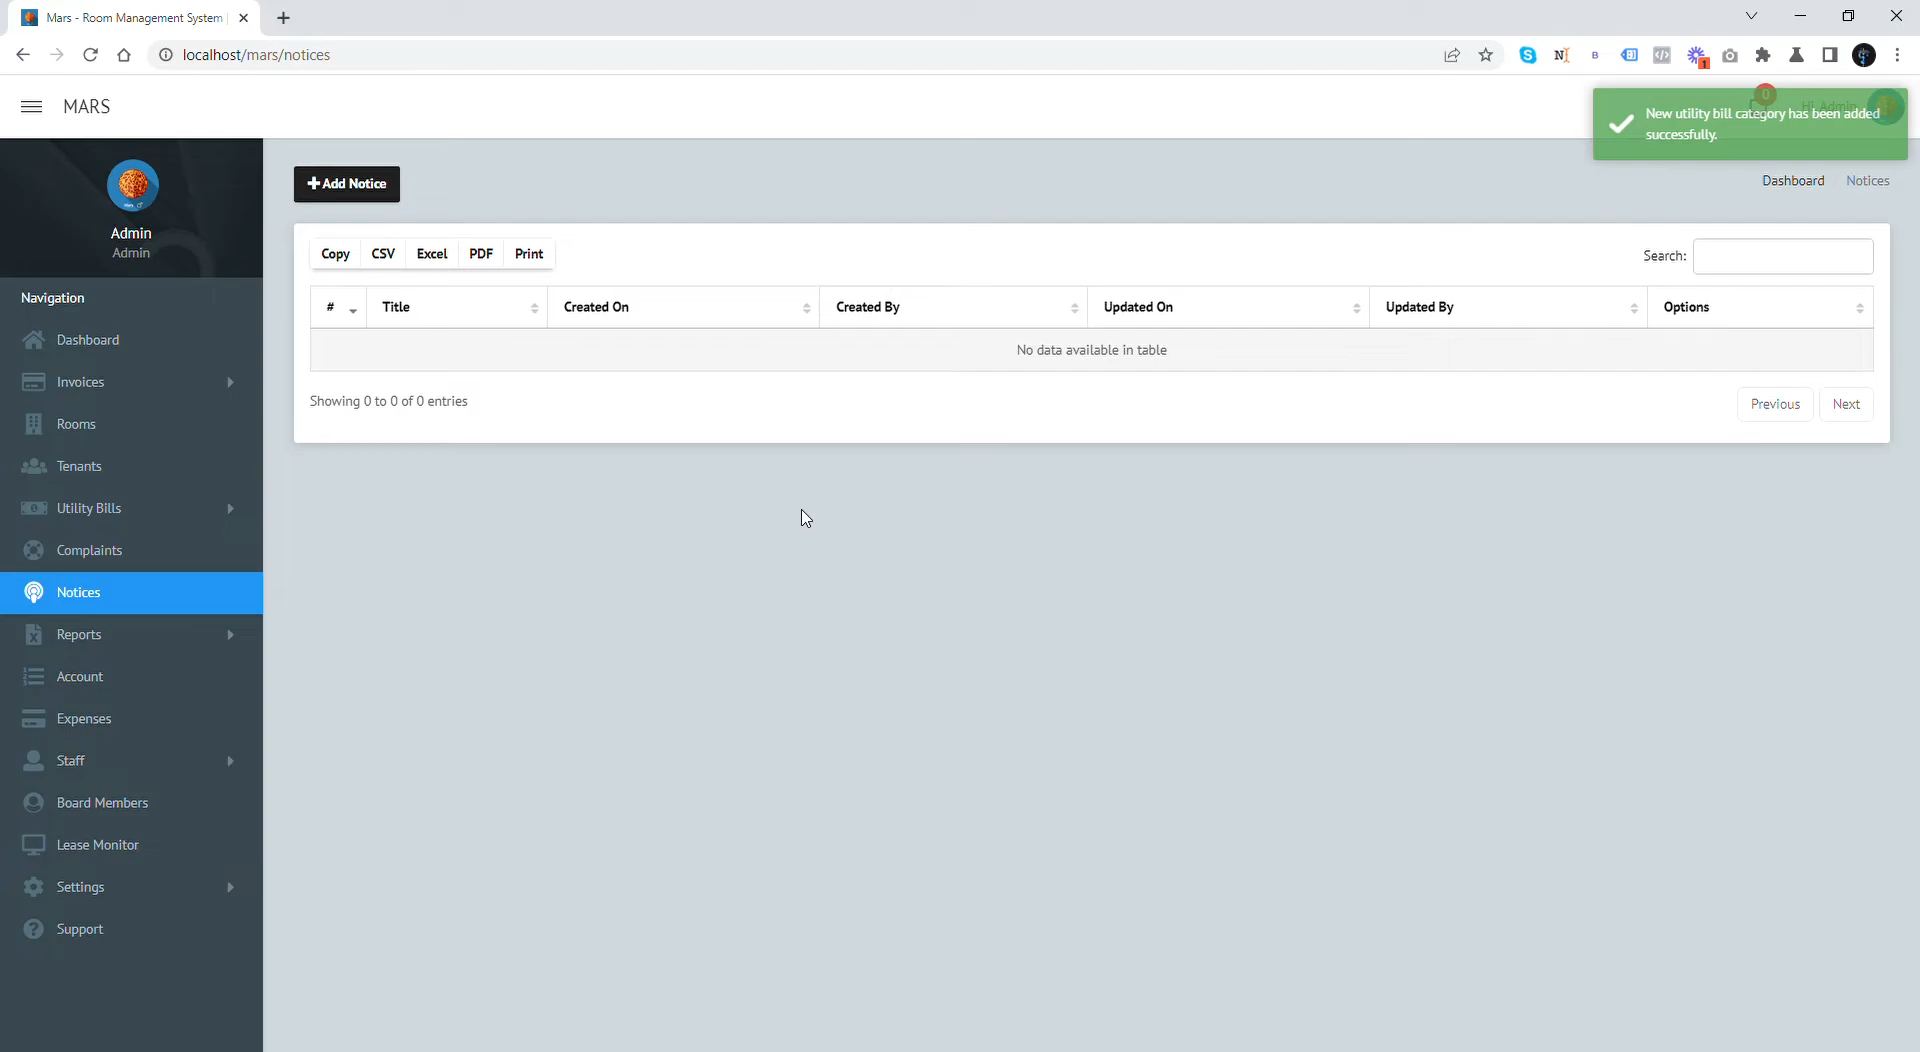 Mars - Room Management System
localhost/mars/notices
MARS
0
Hi, Admin
New utility bill category has been added
successfully.
Admin
Admin
Navigation
Dashboard
Invoices
Rooms
Tenants
Utility Bills
Complaints
Notices
Reports
Account
Expenses
Staff
Board Members
Lease Monitor
Settings
Support
Add Notice
Dashboard Notices
Copy CSV Excel PDF Print
Search:
# Title Created On Created By Updated On Updated By Options
No data available in table
Showing 0 to 0 of 0 entries
Previous Next